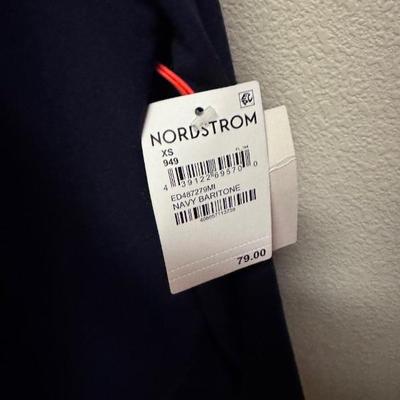 NORDSTROM
XS
949
4 39122 69570 0
ED487279MI
NAVY BARITONE
79.00